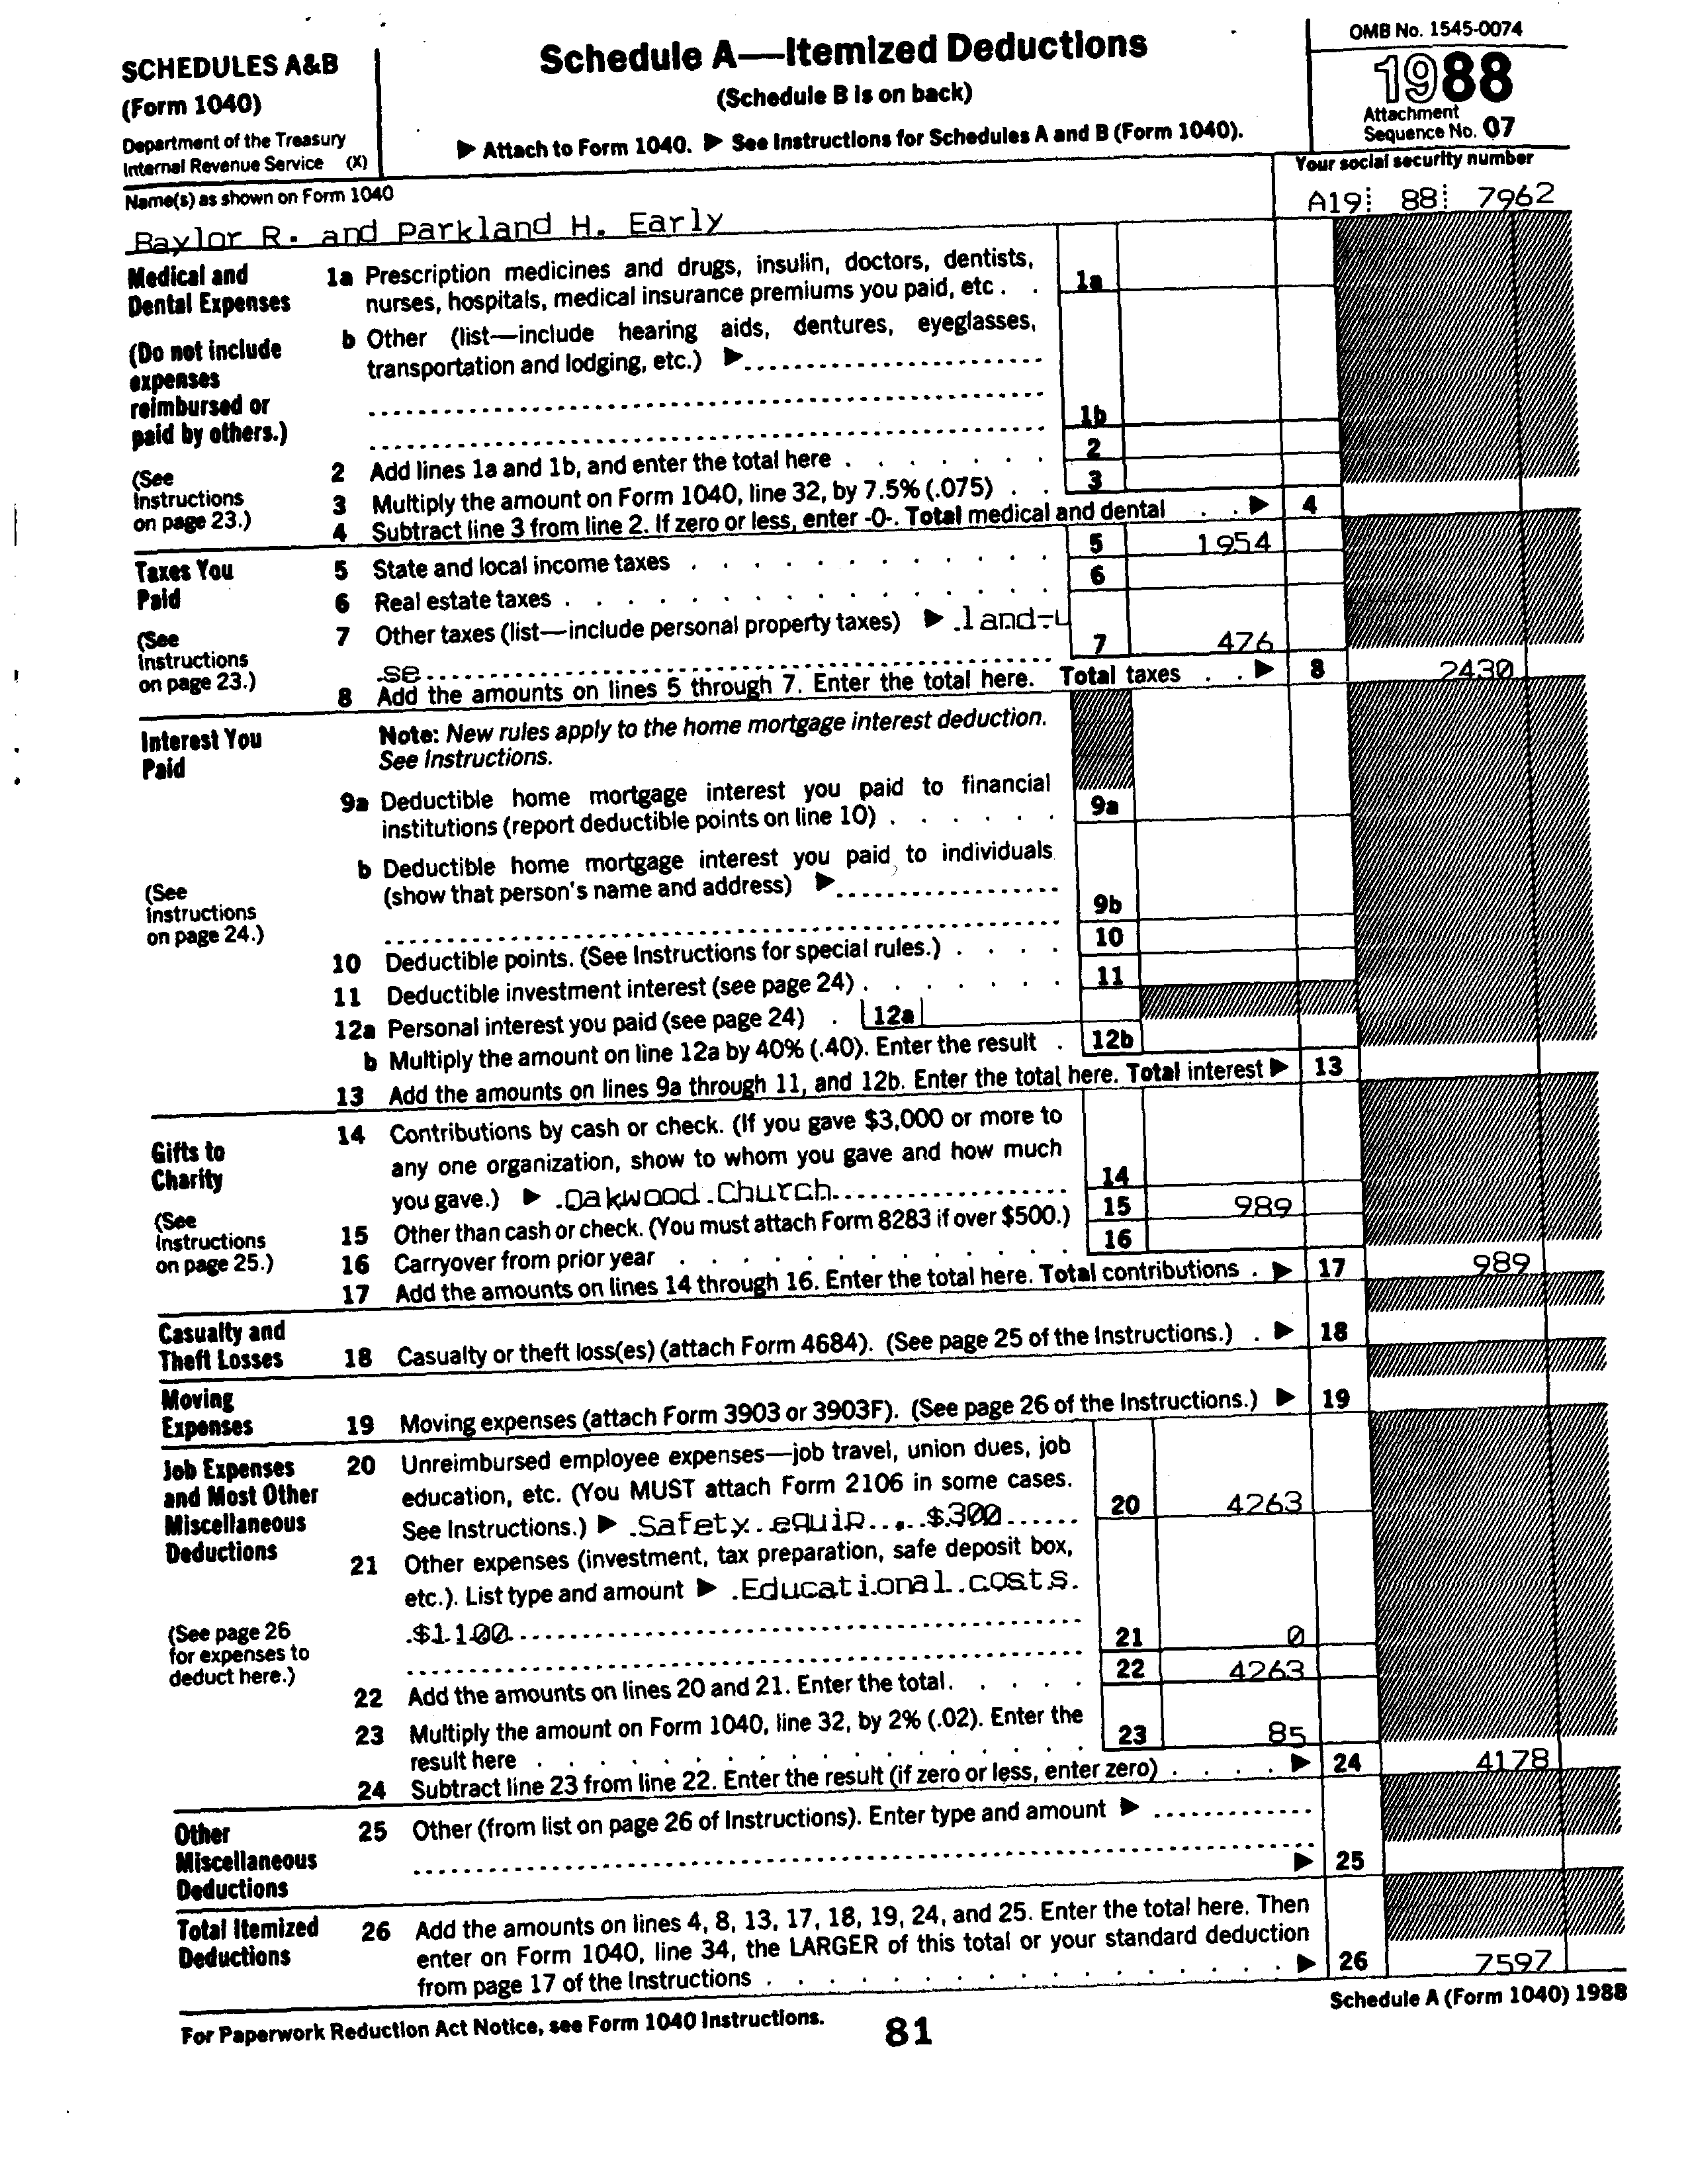 SCHEDULES A&B
(Form 1040)
Department of the Treasury
Internal Revenue Service (X)
Schedule A—Itemized Deductions
(Schedule B is on back)
▶ Attach to Form 1040. ▶ See Instructions for Schedules A and B (Form 1040).
OMB No. 1545-0074
1988
Attachment
Sequence No. 07
Name(s) as shown on Form 1040
Baylor R. and Parkland H. Early
Your social security number
A19 88 7962
Medical and
Dental Expenses
(Do not include
expenses
reimbursed or
paid by others.)
(See
Instructions
on page 23.)
1a Prescription medicines and drugs, insulin, doctors, dentists,
nurses, hospitals, medical insurance premiums you paid, etc . . 1a
b Other (list—include hearing aids, dentures, eyeglasses,
transportation and lodging, etc.) ▶
1b
2 Add lines 1a and 1b, and enter the total here . . . . . . . 2
3 Multiply the amount on Form 1040, line 32, by 7.5% (.075) . . 3
4 Subtract line 3 from line 2. If zero or less, enter -0-. Total medical and dental . . ▶ 4
Taxes You
Paid
(See
Instructions
on page 23.)
5 State and local income taxes . . . . . . . . . . . . 5 1954
6 Real estate taxes . . . . . . . . . . . . . . . . 6
7 Other taxes (list—include personal property taxes) ▶ land-u
se 7 476
8 Add the amounts on lines 5 through 7. Enter the total here. Total taxes . . ▶ 8 2430
Interest You
Paid
(See
Instructions
on page 24.)
Note: New rules apply to the home mortgage interest deduction.
See Instructions.
9a Deductible home mortgage interest you paid to financial
institutions (report deductible points on line 10) . . . . . . 9a
b Deductible home mortgage interest you paid to individuals
(show that person's name and address) ▶
9b
10 Deductible points. (See Instructions for special rules.) . . . . 10
11 Deductible investment interest (see page 24) . . . . . . . 11
12a Personal interest you paid (see page 24) . 12a
b Multiply the amount on line 12a by 40% (.40). Enter the result . 12b
13 Add the amounts on lines 9a through 11, and 12b. Enter the total here. Total interest ▶ 13
Gifts to
Charity
(See
Instructions
on page 25.)
14 Contributions by cash or check. (If you gave $3,000 or more to
any one organization, show to whom you gave and how much
you gave.) ▶ Oakwood Church 14
15 Other than cash or check. (You must attach Form 8283 if over $500.) 15 989
16 Carryover from prior year . . . . . . . . . . . . . 16
17 Add the amounts on lines 14 through 16. Enter the total here. Total contributions . ▶ 17 989
Casualty and
Theft Losses
18 Casualty or theft loss(es) (attach Form 4684). (See page 25 of the Instructions.) . ▶ 18
Moving
Expenses
19 Moving expenses (attach Form 3903 or 3903F). (See page 26 of the Instructions.) ▶ 19
Job Expenses
and Most Other
Miscellaneous
Deductions
(See page 26
for expenses to
deduct here.)
20 Unreimbursed employee expenses—job travel, union dues, job
education, etc. (You MUST attach Form 2106 in some cases.
See Instructions.) ▶ Safety equip. $300 20 4263
21 Other expenses (investment, tax preparation, safe deposit box,
etc.). List type and amount ▶ Educational costs
$1100
21 0
22 Add the amounts on lines 20 and 21. Enter the total. . . . . 22 4263
23 Multiply the amount on Form 1040, line 32, by 2% (.02). Enter the
result here . . . . . . . . . . . . . . . . . . 23 85
24 Subtract line 23 from line 22. Enter the result (if zero or less, enter zero) . . . . ▶ 24 4178
Other
Miscellaneous
Deductions
25 Other (from list on page 26 of Instructions). Enter type and amount ▶
▶ 25
Total Itemized
Deductions
26 Add the amounts on lines 4, 8, 13, 17, 18, 19, 24, and 25. Enter the total here. Then
enter on Form 1040, line 34, the LARGER of this total or your standard deduction
from page 17 of the Instructions . . . . . . . . . . . . . . . . . ▶ 26 7597
For Paperwork Reduction Act Notice, see Form 1040 Instructions.
81
Schedule A (Form 1040) 1988